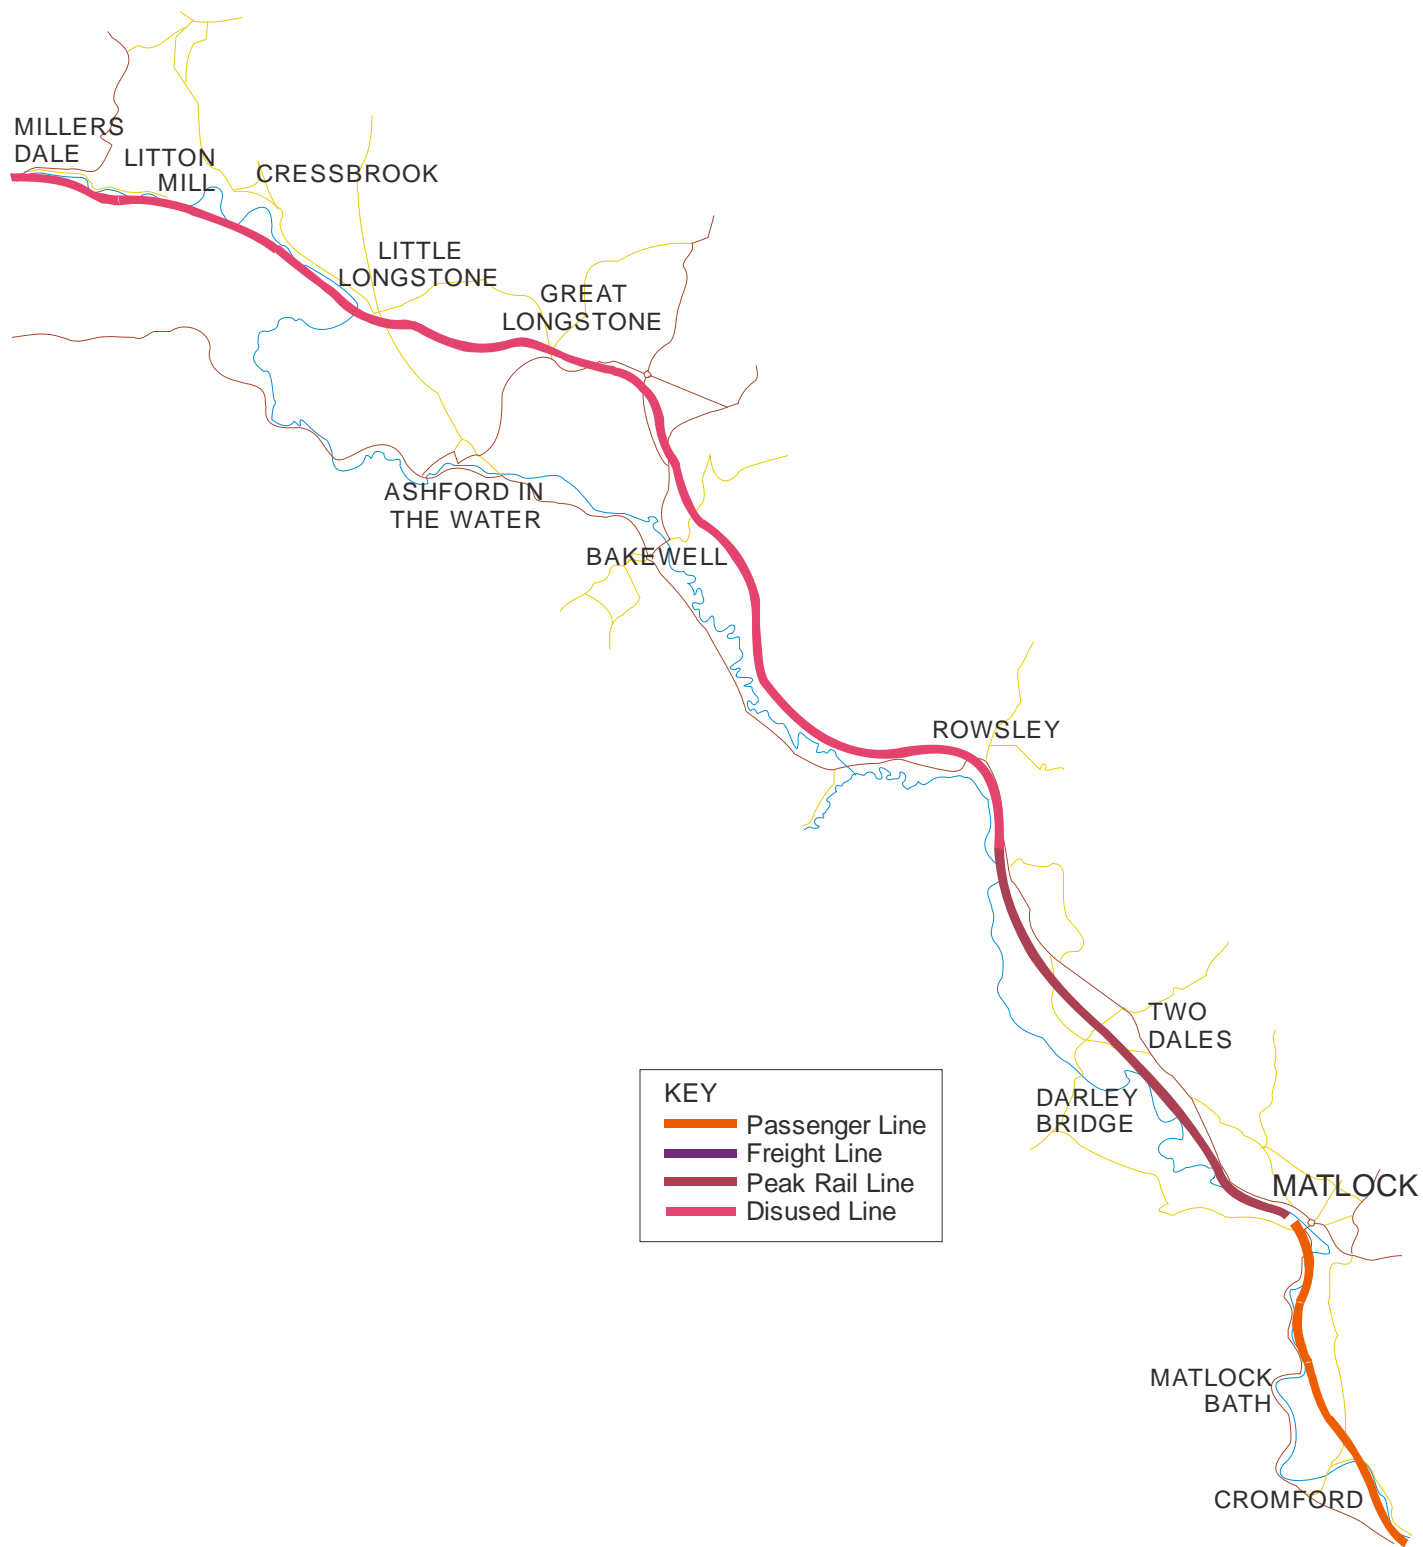 MILLERS
DALE
LITTON
MILL
CRESSBROOK
LITTLE
LONGSTONE
GREAT
LONGSTONE
ASHFORD IN
THE WATER
BAKEWELL
ROWSLEY
TWO
DALES
DARLEY
BRIDGE
KEY
Passenger Line
Freight Line
Peak Rail Line
Disused Line
MATLOCK
MATLOCK
BATH
CROMFORD